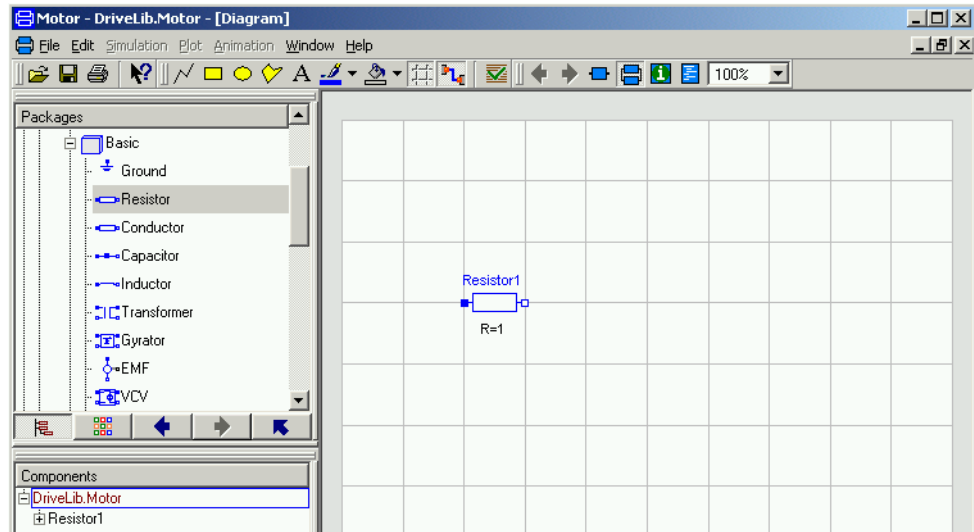 Motor - DriveLib.Motor - [Diagram]
File Edit Simulation Plot Animation Window Help
A 100%
Packages
Basic
Ground
Resistor
Conductor
Capacitor
Inductor
Transformer
Gyrator
EMF
VCV
Components
DriveLib.Motor
Resistor1
Resistor1
R=1